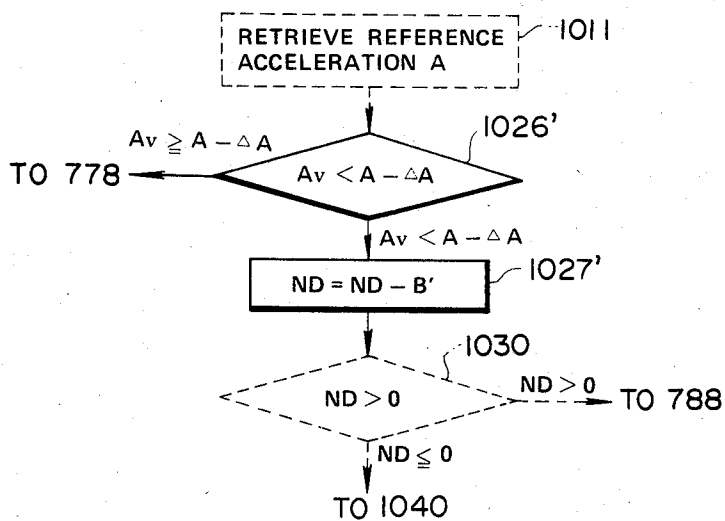 RETRIEVE REFERENCE
ACCELERATION A
1011
Av ≧ A − △A
TO 778
Av < A − △A
1026'
Av < A − △A
ND = ND − B'
1027'
1030
ND > 0
ND > 0
TO 788
ND ≦ 0
TO 1040